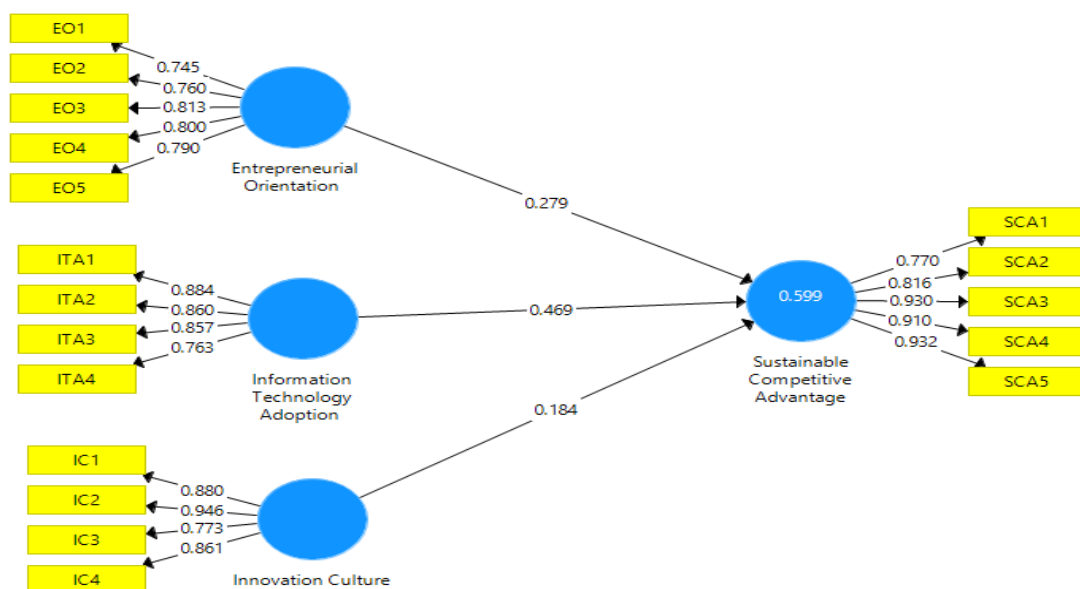 EO1
EO2
EO3
EO4
EO5
0.745
0.760
0.813
0.800
0.790
Entrepreneurial
Orientation
0.279
ITA1
ITA2
ITA3
ITA4
0.884
0.860
0.857
0.763
Information
Technology
Adoption
0.469
IC1
IC2
IC3
IC4
0.880
0.946
0.773
0.861
Innovation Culture
0.184
0.599
Sustainable
Competitive
Advantage
0.770
0.816
0.930
0.910
0.932
SCA1
SCA2
SCA3
SCA4
SCA5